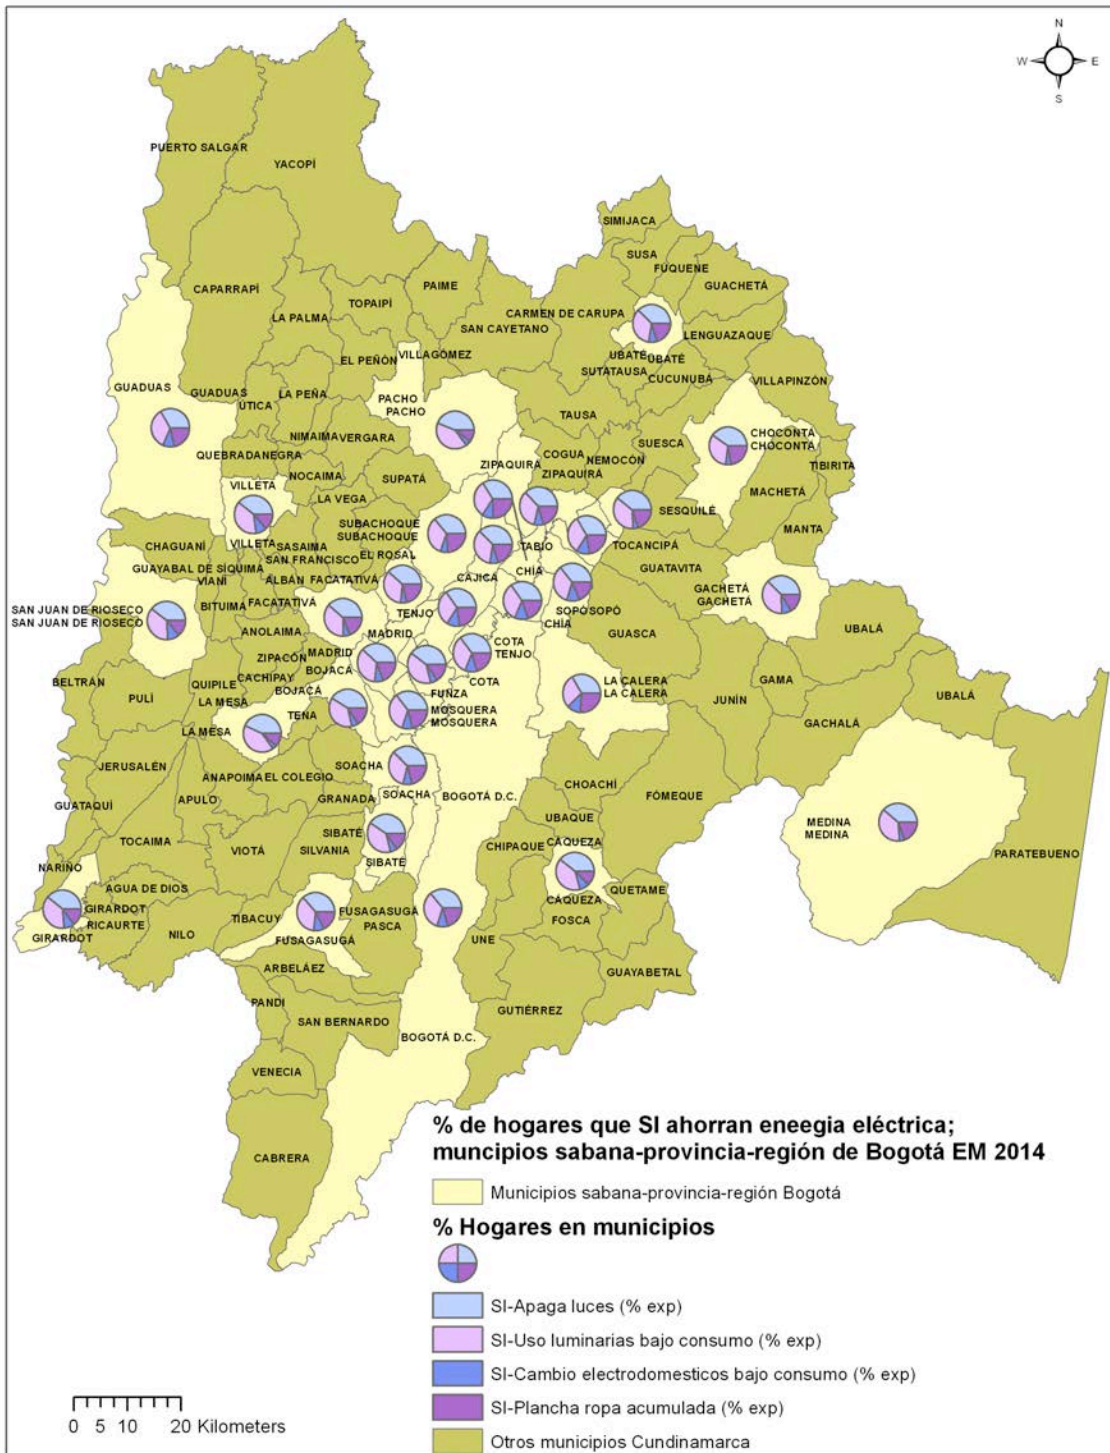 N
W E
S
PUERTO SALGAR
YACOPÍ
SIMIJACA
SUSA
FUQUENE
GUACHETÁ
CAPARRAPÍ
PAIME
TOPAIPÍ
CARMEN DE CARUPA
LA PALMA
SAN CAYETANO
LENGUAZAQUE
EL PEÑÓN
VILLAGÓMEZ
UBATÉ
UBATÉ
SUTATAUSA
CUCUNUBÁ
VILLAPINZÓN
GUADUAS
GUADUAS
LA PEÑA
PACHO
PACHO
ÚTICA
TAUSA
NIMAIMA
VERGARA
SUESCA
CHOCONTA
CHOCONTA
ZIPAQUIRA
COGUA
NEMOCÓN
ZIPAQUIRÁ
QUEBRADANEGRA
NOCAIMA
SUPATÁ
TIBIRITA
VILLETA
LA VEGA
MACHETÁ
SESQUILÉ
SUBACHOQUE
SUBACHOQUE
MANTA
VILLETA
SASAIMA
TABIO
TOCANCIPÁ
CHAGUANÍ
SAN FRANCISCO
EL ROSAL
GUAYABAL DE SÍQUIMA
GUATAVITA
VIANÍ
ALBÁN
FACATATIVÁ
CAJICA
CHÍA
GACHETÁ
GACHETÁ
SAN JUAN DE RIOSECO
SAN JUAN DE RIOSECO
BITUIMA
FACATATIVÁ
TENJO
SOPÓ
SOPÓ
CHÍA
ANOLAIMA
MADRID
GUASCA
UBALÁ
ZIPACÓN
MADRID
COTA
TENJO
BELTRÁN
CACHIPAY
BOJACÁ
COTA
QUIPILE
BOJACÁ
LA CALERA
LA CALERA
GAMA
PULÍ
LA MESA
FUNZA
JUNÍN
UBALÁ
TENA
MOSQUERA
MOSQUERA
GACHALÁ
LA MESA
JERUSALÉN
SOACHA
ANAPOIMA
EL COLEGIO
CHOACHÍ
GUATAQUÍ
APULO
GRANADA
SOACHA
BOGOTÁ D.C.
FÓMEQUE
UBAQUE
MEDINA
MEDINA
SIBATÉ
TOCAIMA
VIOTÁ
SILVANIA
CHIPAQUE
CÁQUEZA
PARATEBUENO
SIBATÉ
NARIÑO
AGUA DE DIOS
QUETAME
CÁQUEZA
GIRARDOT
TIBACUY
FUSAGASUGÁ
FOSCA
RICAURTE
PASCA
GIRARDOT
NILO
FUSAGASUGÁ
UNE
ARBELÁEZ
GUAYABETAL
PANDI
GUTIÉRREZ
SAN BERNARDO
BOGOTÁ D.C.
VENECIA
CABRERA
% de hogares que SI ahorran eneegia eléctrica;
muncipios sabana-provincia-región de Bogotá EM 2014
Municipios sabana-provincia-región Bogotá
% Hogares en municipios
SI-Apaga luces (% exp)
SI-Uso luminarias bajo consumo (% exp)
SI-Cambio electrodomesticos bajo consumo (% exp)
SI-Plancha ropa acumulada (% exp)
Otros municipios Cundinamarca
0 5 10 20 Kilometers